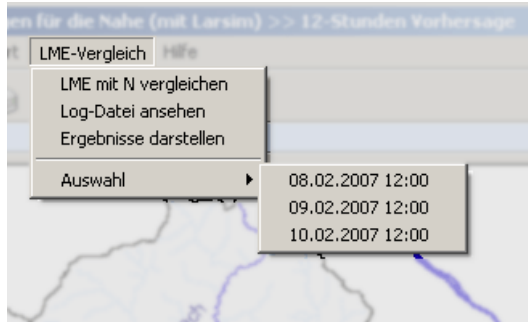 en für die Nahe (mit Larsim) >> 12-Stunden Vorhersage
LME-Vergleich Hilfe
LME mit N vergleichen
Log-Datei ansehen
Ergebnisse darstellen
Auswahl
08.02.2007 12:00
09.02.2007 12:00
10.02.2007 12:00